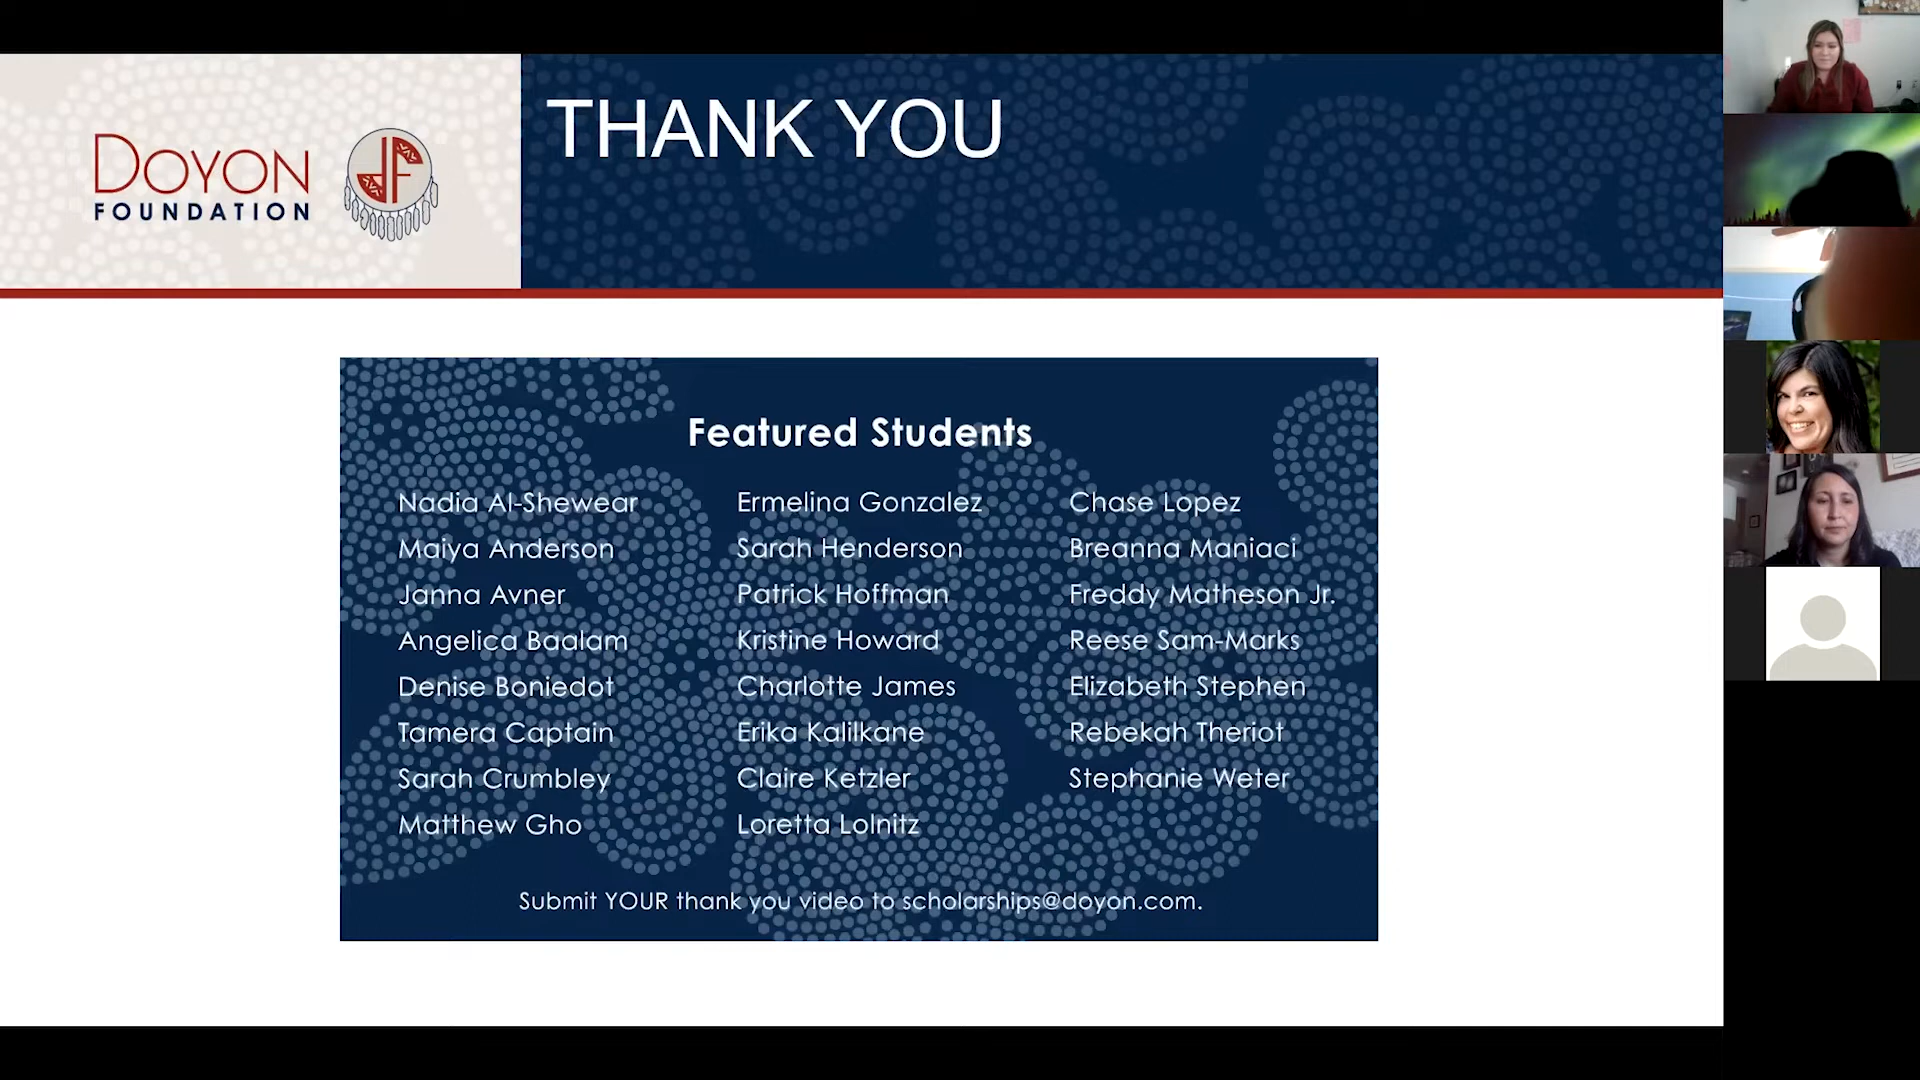 DOYON
FOUNDATION
THANK YOU
Featured Students
Nadia Al-Shewear
Maiya Anderson
Janna Avner
Angelica Baalam
Denise Boniedot
Tamera Captain
Sarah Crumbley
Matthew Gho
Ermelina Gonzalez
Sarah Henderson
Patrick Hoffman
Kristine Howard
Charlotte James
Erika Kalilkane
Claire Ketzler
Loretta Lolnitz
Chase Lopez
Breanna Maniaci
Freddy Matheson Jr.
Reese Sam-Marks
Elizabeth Stephen
Rebekah Theriot
Stephanie Weter
Submit YOUR thank you video to scholarships@doyon.com.